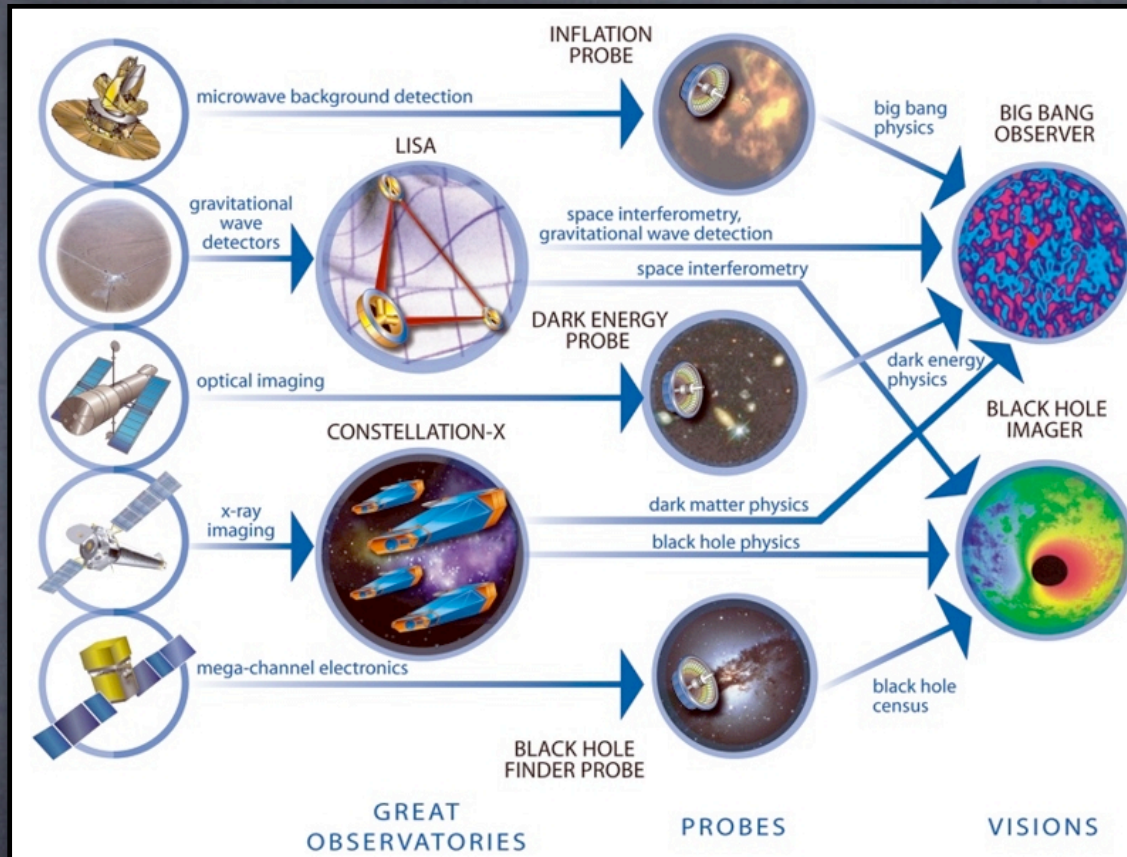 INFLATION
PROBE
microwave background detection
big bang
physics
BIG BANG
OBSERVER
LISA
gravitational
wave
detectors
space interferometry,
gravitational wave detection
space interferometry
DARK ENERGY
PROBE
optical imaging
dark energy
physics
CONSTELLATION-X
BLACK HOLE
IMAGER
x-ray
imaging
dark matter physics
black hole physics
mega-channel electronics
black hole
census
BLACK HOLE
FINDER PROBE
GREAT
OBSERVATORIES
PROBES
VISIONS